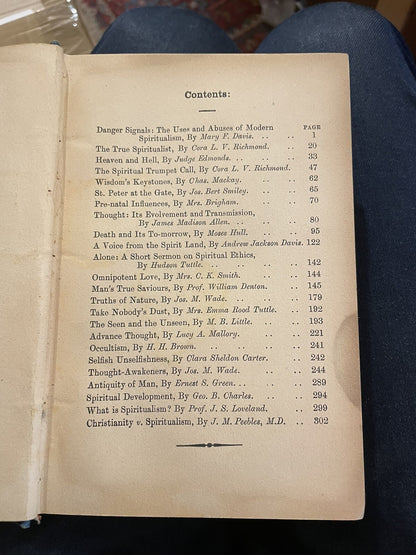 Contents:
Danger Signals: The Uses and Abuses of Modern PAGE
Spiritualism, By Mary F. Davis. .. .. 1
The True Spiritualist, By Cora L. V. Richmond. .. 20
Heaven and Hell, By Judge Edmonds. .. .. .. 33
The Spiritual Trumpet Call, By Cora L. V. Richmond. 47
Wisdom's Keystones, By Chas. Mackay. .. .. 62
St. Peter at the Gate, By Jos. Bert Smiley. .. .. 65
Pre-natal Influences, By Mrs. Brigham. .. .. 70
Thought: Its Evolvement and Transmission,
By James Madison Allen. .. .. .. 80
Death and Its To-morrow, By Moses Hull. .. .. 95
A Voice from the Spirit Land, By Andrew Jackson Davis. 122
Alone: A Short Sermon on Spiritual Ethics,
By Hudson Tuttle. .. .. .. .. 142
Omnipotent Love, By Mrs. C. K. Smith. .. .. 144
Man's True Saviours, By Prof. William Denton. .. 145
Truths of Nature, By Jos. M. Wade. .. .. .. 179
Take Nobody's Dust, By Mrs. Emma Rood Tuttle. .. 192
The Seen and the Unseen, By M. B. Little. .. .. 193
Advance Thought, By Lucy A. Mallory. .. .. 221
Occultism, By H. H. Brown. .. .. .. .. 241
Selfish Unselfishness, By Clara Sheldon Carter. .. 242
Thought-Awakeners, By Jos. M. Wade. .. .. 244
Antiquity of Man, By Ernest S. Green. .. .. .. 289
Spiritual Development, By Geo. B. Charles. .. .. 294
What is Spiritualism? By Prof. J. S. Loveland. .. 299
Christianity v. Spiritualism, By J. M. Peebles, M.D. .. 302